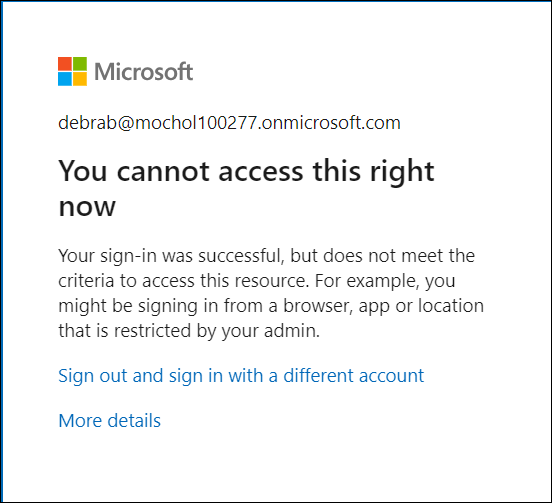 Microsoft
debrab@mochol100277.onmicrosoft.com
You cannot access this right
now
Your sign-in was successful, but does not meet the
criteria to access this resource. For example, you
might be signing in from a browser, app or location
that is restricted by your admin.
Sign out and sign in with a different account
More details